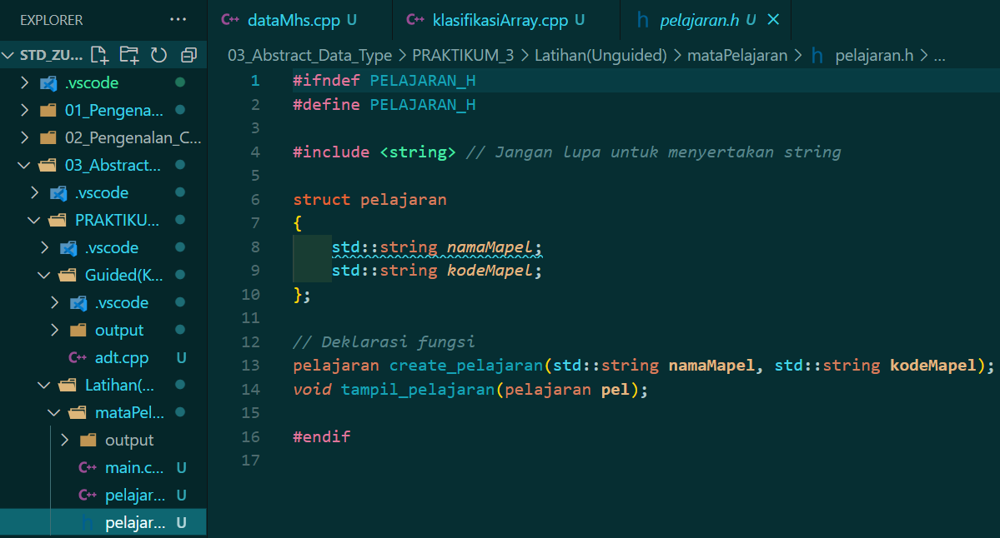 EXPLORER ...
STD_ZU...
.vscode
01_Pengena...
02_Pengenalan_C...
03_Abstract...
.vscode
PRAKTIKU...
.vscode
Guided(K...
.vscode
output
adt.cpp U
Latihan(...
mataPel...
output
main.c... U
pelajar... U
pelajar... U
dataMhs.cpp U
klasifikasiArray.cpp U
pelajaran.h U
03_Abstract_Data_Type > PRAKTIKUM_3 > Latihan(Unguided) > mataPelajaran > h pelajaran.h > ...
1 #ifndef PELAJARAN_H
2 #define PELAJARAN_H
3
4 #include <string> // Jangan lupa untuk menyertakan string
5
6 struct pelajaran
7 {
8 std::string namaMapel;
9 std::string kodeMapel;
10 };
11
12 // Deklarasi fungsi
13 pelajaran create_pelajaran(std::string namaMapel, std::string kodeMapel);
14 void tampil_pelajaran(pelajaran pel);
15
16 #endif
17